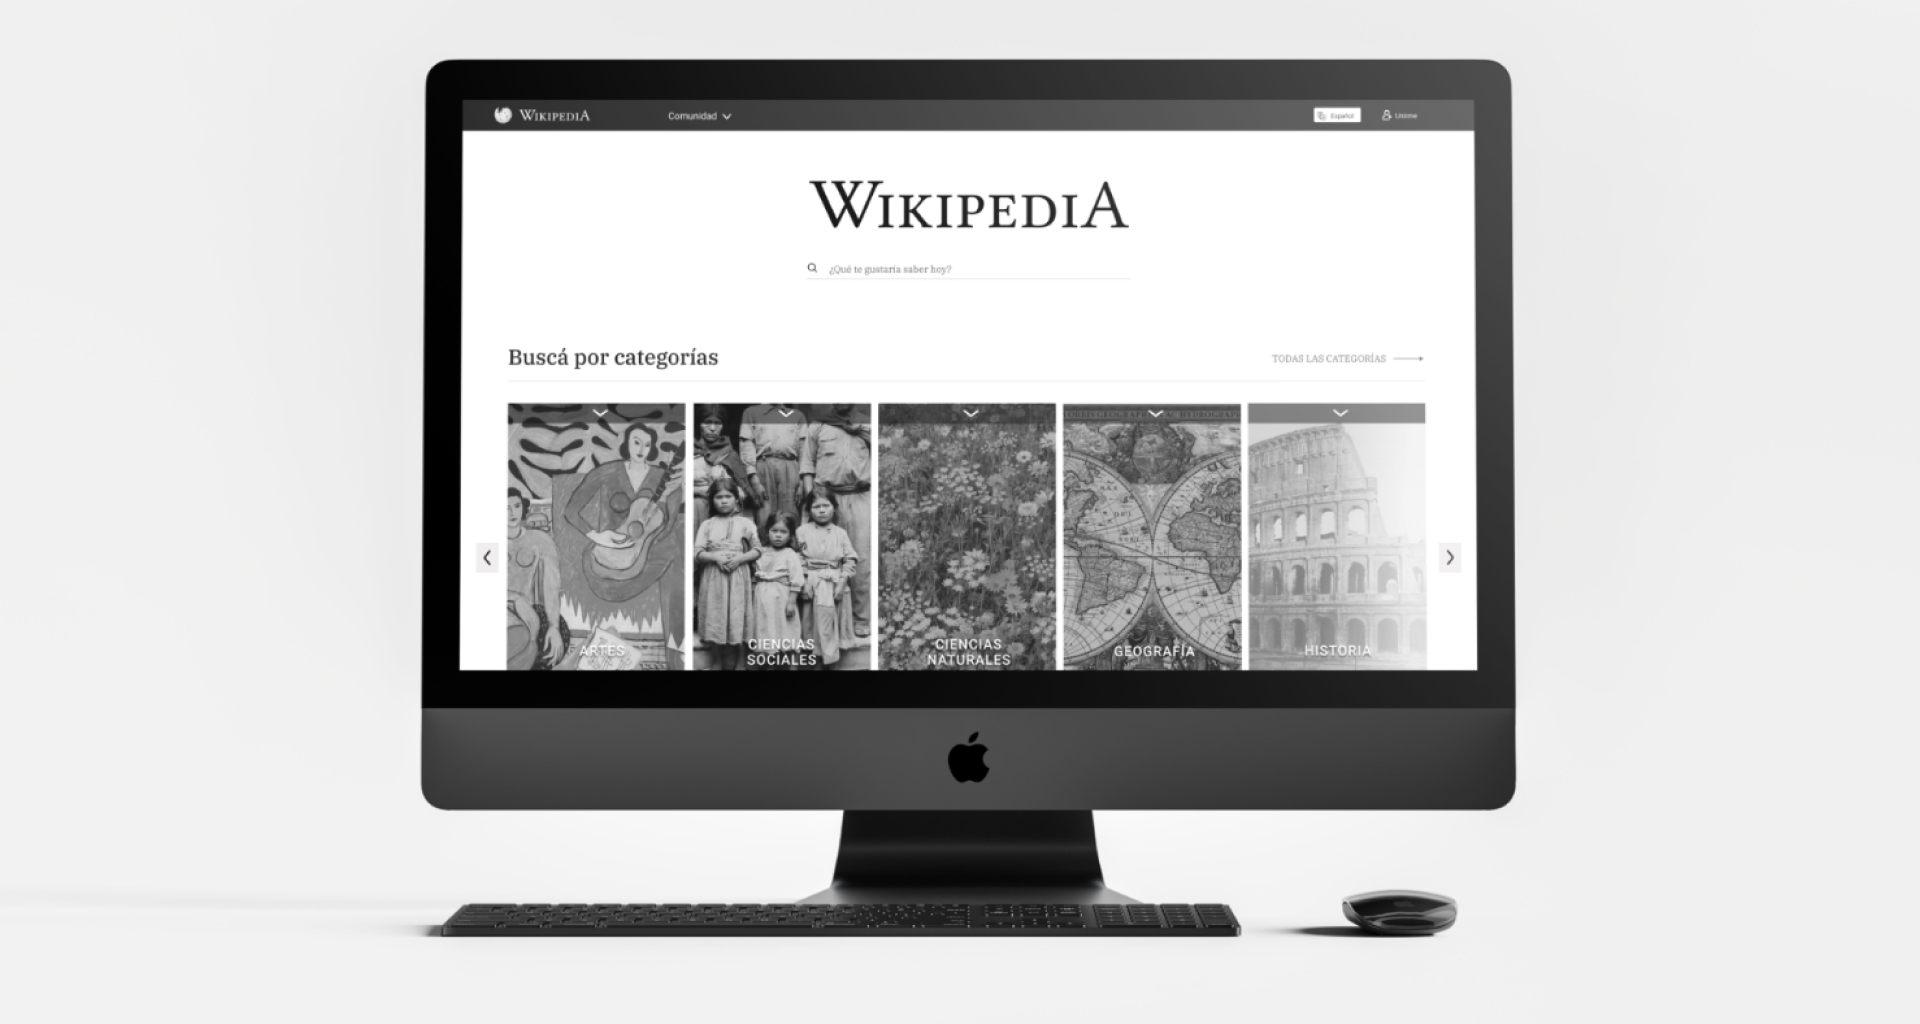 WIKIPEDIA
Comunidad
Español
Unirme
WIKIPEDIA
¿Qué te gustaría saber hoy?
Buscá por categorías
TODAS LAS CATEGORÍAS
ARTES
CIENCIAS
SOCIALES
CIENCIAS
NATURALES
GEOGRAFÍA
HISTORIA